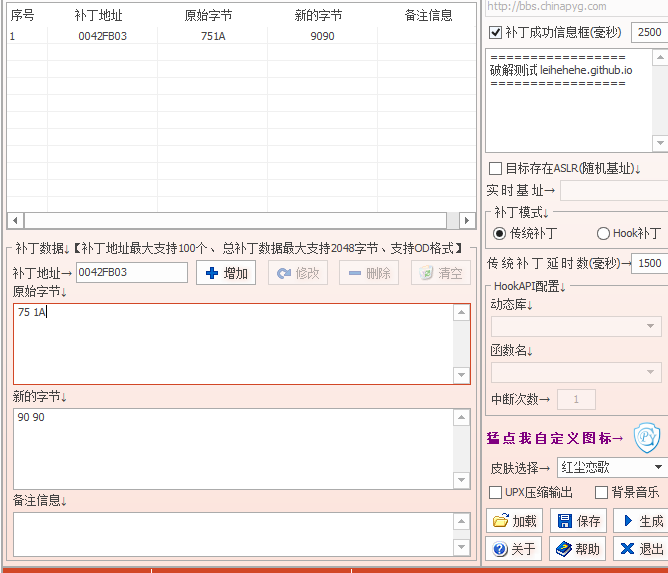 序号 补丁地址 原始字节 新的字节 备注信息
1 0042FB03 751A 9090
补丁数据↓【补丁地址最大支持100个、总补丁数据最大支持2048字节、支持OD格式】
补丁地址→ 0042FB03 增加 修改 删除 清空
原始字节↓
75 1A
新的字节↓
90 90
备注信息↓
http://bbs.chinapyg.com
补丁成功信息框(毫秒) 2500
=================
破解测试 leihehehe.github.io
=================
目标存在ASLR(随机基址)↓
实时基址→
补丁模式↓
传统补丁 Hook补丁
传统补丁延时数(毫秒)→ 1500
HookAPI配置↓
动态库↓
函数名↓
中断次数→ 1
猛点我自定义图标→ PY
皮肤选择→ 红尘恋歌
UPX压缩输出 背景音乐
加载 保存 生成
关于 帮助 退出